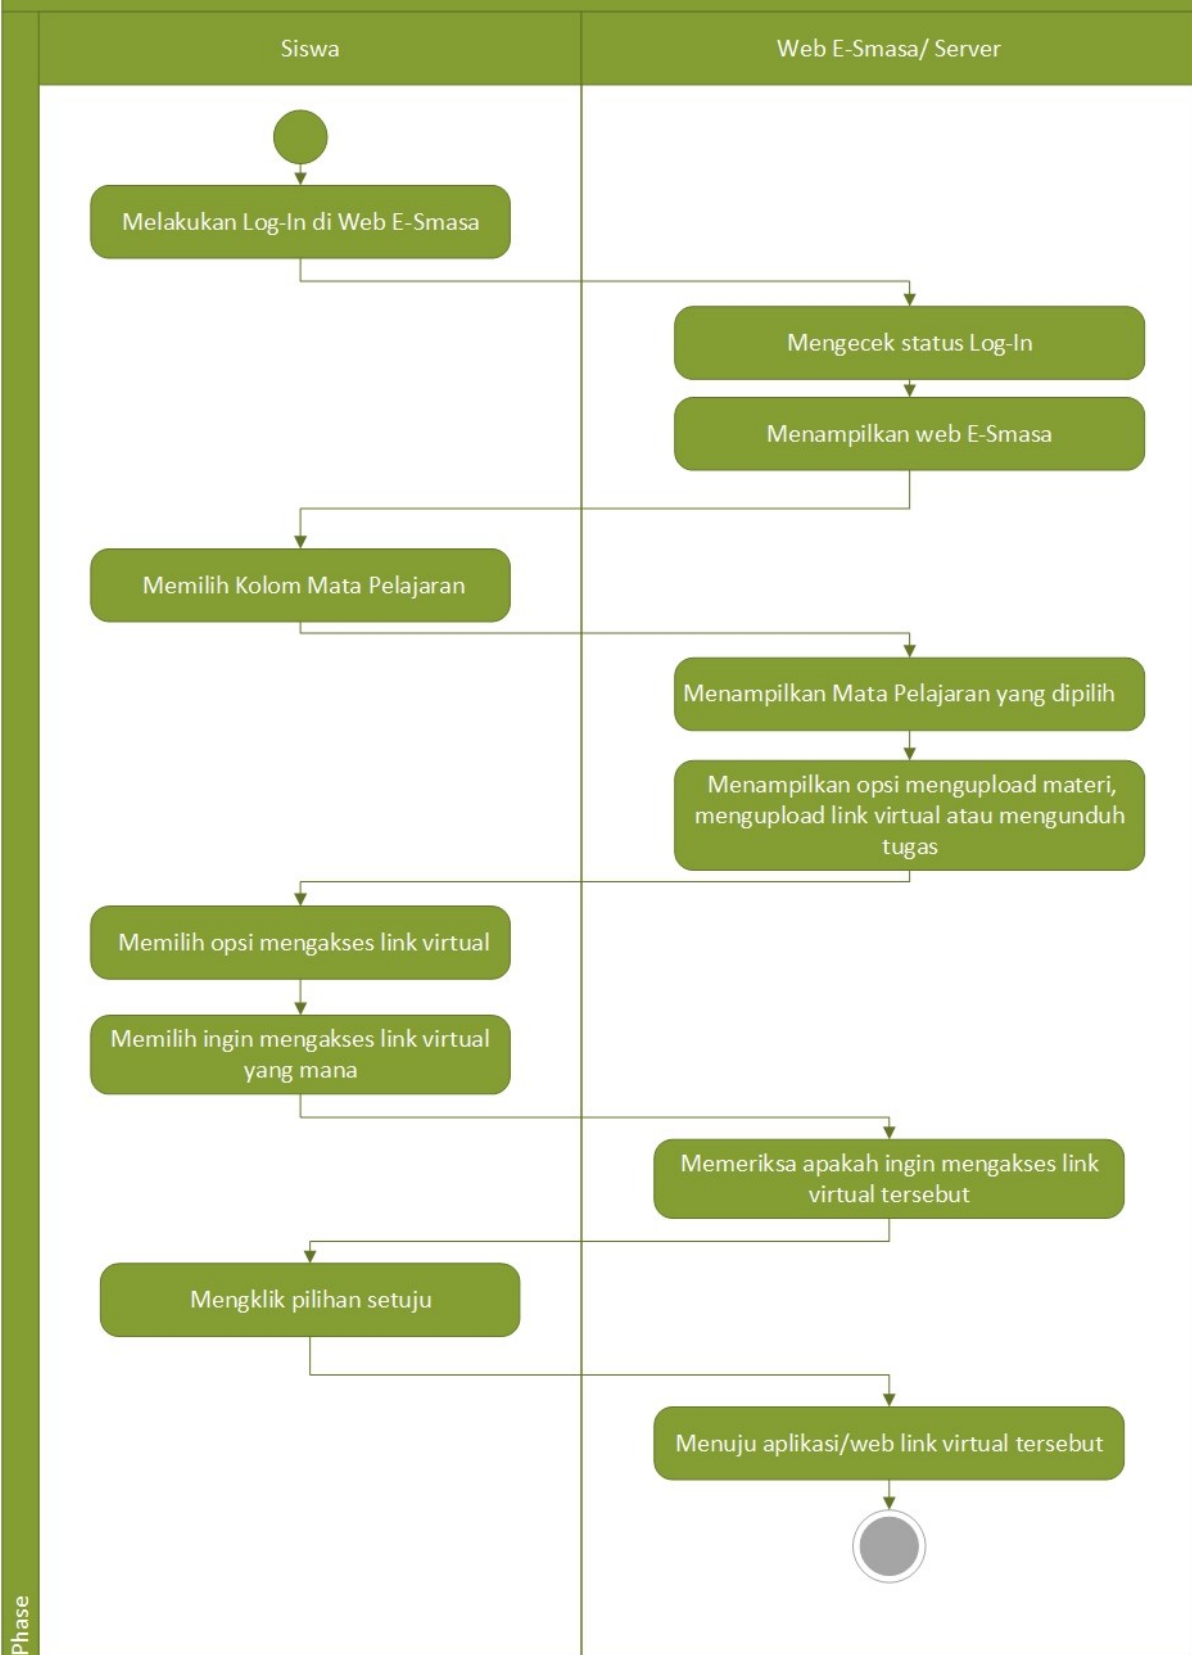 Siswa
Web E-Smasa/ Server
Melakukan Log-In di Web E-Smasa
Mengecek status Log-In
Menampilkan web E-Smasa
Memilih Kolom Mata Pelajaran
Menampilkan Mata Pelajaran yang dipilih
Menampilkan opsi mengupload materi,
mengupload link virtual atau mengunduh
tugas
Memilih opsi mengakses link virtual
Memilih ingin mengakses link virtual
yang mana
Memeriksa apakah ingin mengakses link
virtual tersebut
Mengklik pilihan setuju
Menuju aplikasi/web link virtual tersebut
Phase